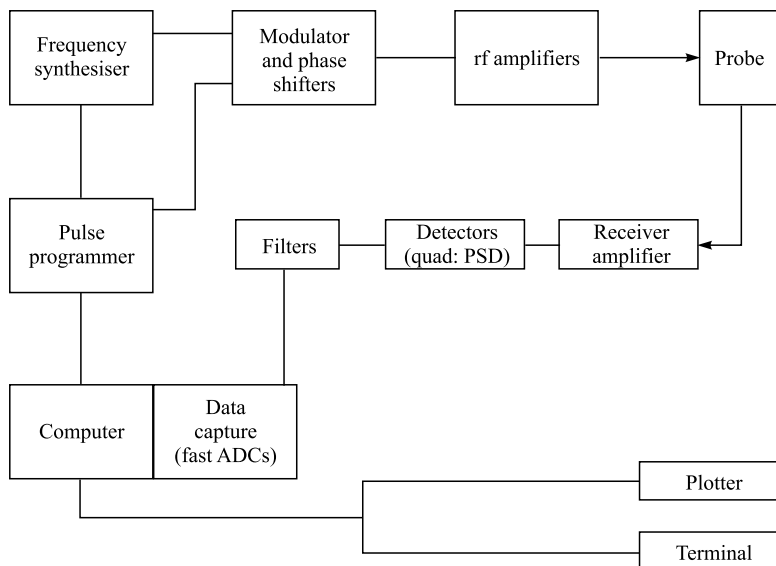 Frequency
synthesiser
Modulator
and phase
shifters
rf amplifiers
Probe
Pulse
programmer
Filters
Detectors
(quad: PSD)
Receiver
amplifier
Computer
Data
capture
(fast ADCs)
Plotter
Terminal